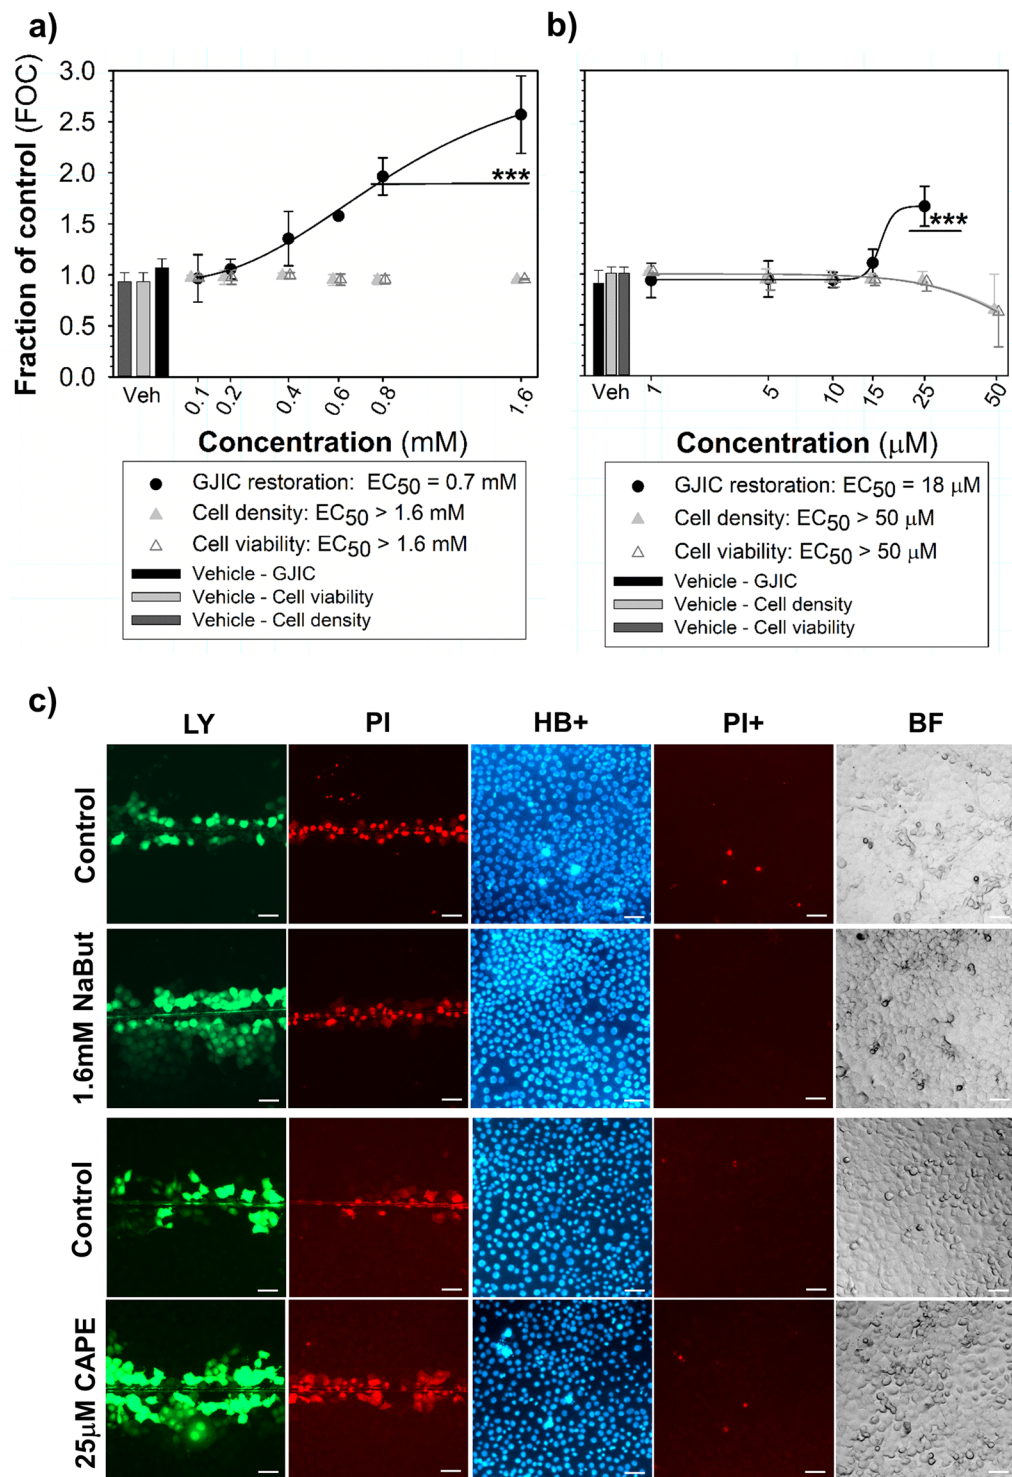 a)
b)
Fraction of control (FOC)
3.0
2.5
2.0
1.5
1.0
0.5
0.0
***
***
Veh
0.1
0.2
0.4
0.6
0.8
1.6
Veh
1
5
10
15
25
50
Concentration (mM)
Concentration (μM)
GJIC restoration: EC50 = 0.7 mM
Cell density: EC50 > 1.6 mM
Cell viability: EC50 > 1.6 mM
Vehicle - GJIC
Vehicle - Cell viability
Vehicle - Cell density
GJIC restoration: EC50 = 18 μM
Cell density: EC50 > 50 μM
Cell viability: EC50 > 50 μM
Vehicle - GJIC
Vehicle - Cell density
Vehicle - Cell viability
c)
LY PI HB+ PI+ BF
Control
1.6mM NaBut
Control
25μM CAPE